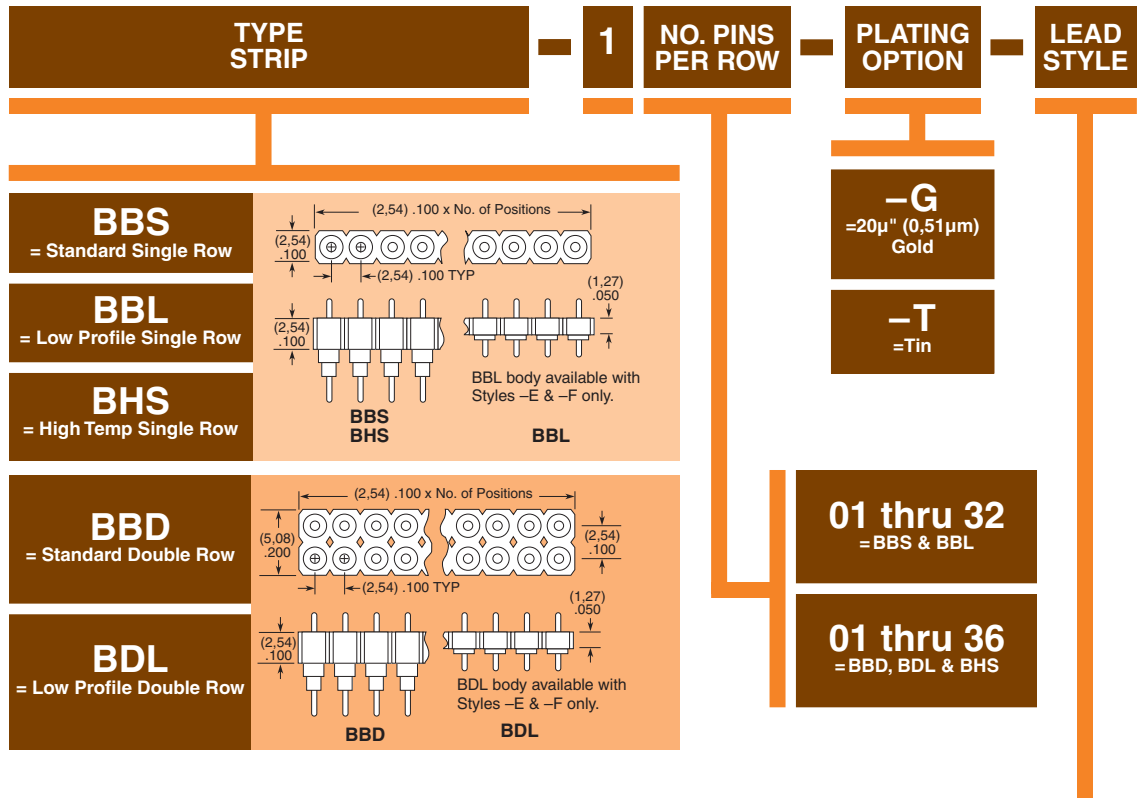 TYPE
STRIP
1
NO. PINS
PER ROW
PLATING
OPTION
LEAD
STYLE
BBS
= Standard Single Row
BBL
= Low Profile Single Row
BHS
= High Temp Single Row
(2,54) .100 x No. of Positions
(2,54)
.100
(2,54) .100 TYP
(1,27)
.050
(2,54)
.100
BBL body available with
Styles –E & –F only.
BBS
BHS
BBL
BBD
= Standard Double Row
BDL
= Low Profile Double Row
(2,54) .100 x No. of Positions
(5,08)
.200
(2,54)
.100
(2,54) .100 TYP
(1,27)
.050
(2,54)
.100
BDL body available with
Styles –E & –F only.
BBD
BDL
–G
=20µ" (0,51µm)
Gold
–T
=Tin
01 thru 32
=BBS & BBL
01 thru 36
=BBD, BDL & BHS